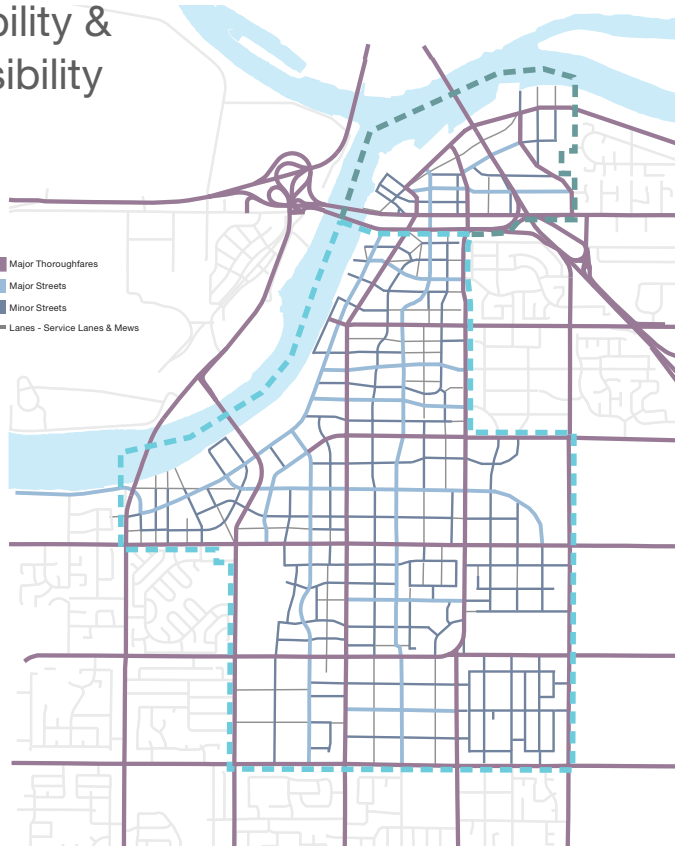 bility &
sibility
Major Thoroughfares
Major Streets
Minor Streets
Lanes - Service Lanes & Mews